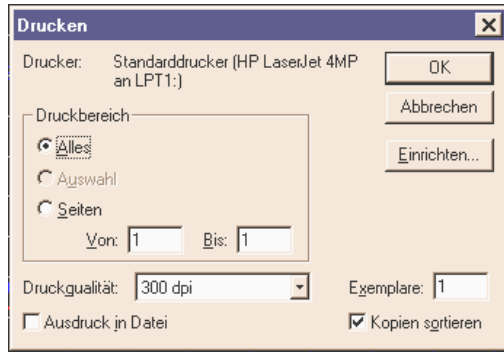 Drucken
Drucker: Standarddrucker (HP LaserJet 4MP
an LPT1:)
OK
Abbrechen
Einrichten...
Druckbereich
Alles
Auswahl
Seiten
Von: 1 Bis: 1
Druckqualität: 300 dpi
Exemplare: 1
Ausdruck in Datei
Kopien sortieren